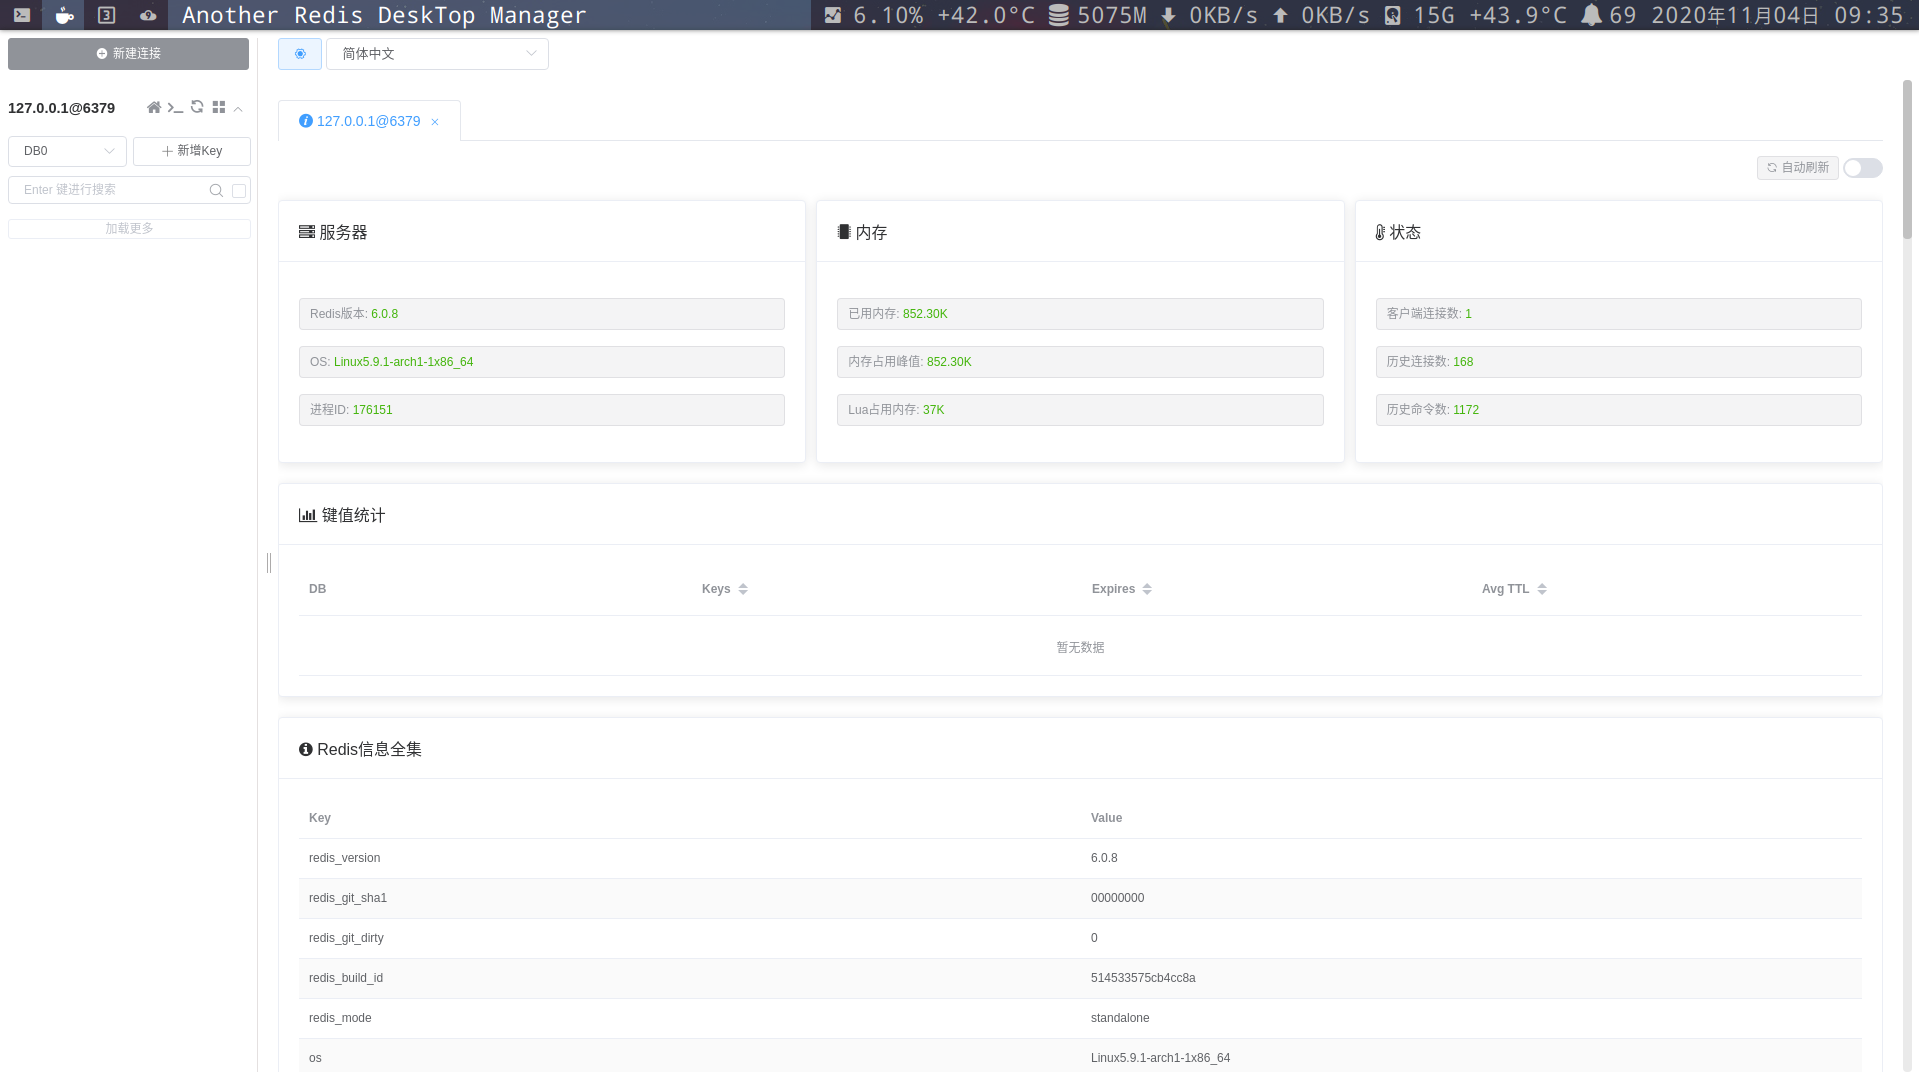 3 Another Redis DeskTop Manager 6.10% +42.0°C 5075M 0KB/s 0KB/s 15G +43.9°C 69 2020年11月04日 09:35
新建连接
简体中文
127.0.0.1@6379
127.0.0.1@6379
DB0
新增Key
自动刷新
Enter 键进行搜索
加载更多
服务器
内存
状态
Redis版本: 6.0.8
已用内存: 852.30K
客户端连接数: 1
OS: Linux5.9.1-arch1-1x86_64
内存占用峰值: 852.30K
历史连接数: 168
进程ID: 176151
Lua占用内存: 37K
历史命令数: 1172
键值统计
DB Keys Expires Avg TTL
暂无数据
Redis信息全集
Key Value
redis_version 6.0.8
redis_git_sha1 00000000
redis_git_dirty 0
redis_build_id 514533575cb4cc8a
redis_mode standalone
os Linux5.9.1-arch1-1x86_64